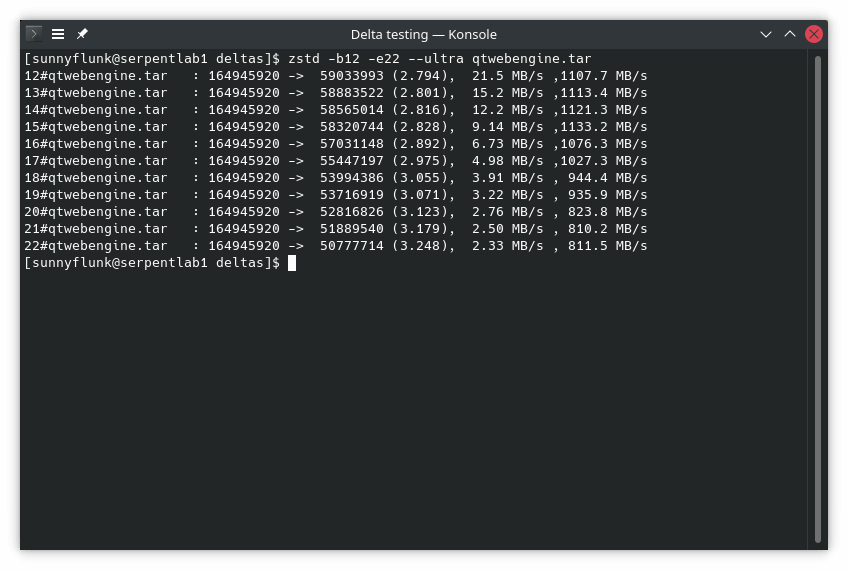 Delta testing — Konsole
[sunnyflunk@serpentlab1 deltas]$ zstd -b12 -e22 --ultra qtwebengine.tar
12#qtwebengine.tar   : 164945920 ->  59033993 (2.794),  21.5 MB/s ,1107.7 MB/s
13#qtwebengine.tar   : 164945920 ->  58883522 (2.801),  15.2 MB/s ,1113.4 MB/s
14#qtwebengine.tar   : 164945920 ->  58565014 (2.816),  12.2 MB/s ,1121.3 MB/s
15#qtwebengine.tar   : 164945920 ->  58320744 (2.828),  9.14 MB/s ,1133.2 MB/s
16#qtwebengine.tar   : 164945920 ->  57031148 (2.892),  6.73 MB/s ,1076.3 MB/s
17#qtwebengine.tar   : 164945920 ->  55447197 (2.975),  4.98 MB/s ,1027.3 MB/s
18#qtwebengine.tar   : 164945920 ->  53994386 (3.055),  3.91 MB/s , 944.4 MB/s
19#qtwebengine.tar   : 164945920 ->  53716919 (3.071),  3.22 MB/s , 935.9 MB/s
20#qtwebengine.tar   : 164945920 ->  52816826 (3.123),  2.76 MB/s , 823.8 MB/s
21#qtwebengine.tar   : 164945920 ->  51889540 (3.179),  2.50 MB/s , 810.2 MB/s
22#qtwebengine.tar   : 164945920 ->  50777714 (3.248),  2.33 MB/s , 811.5 MB/s
[sunnyflunk@serpentlab1 deltas]$